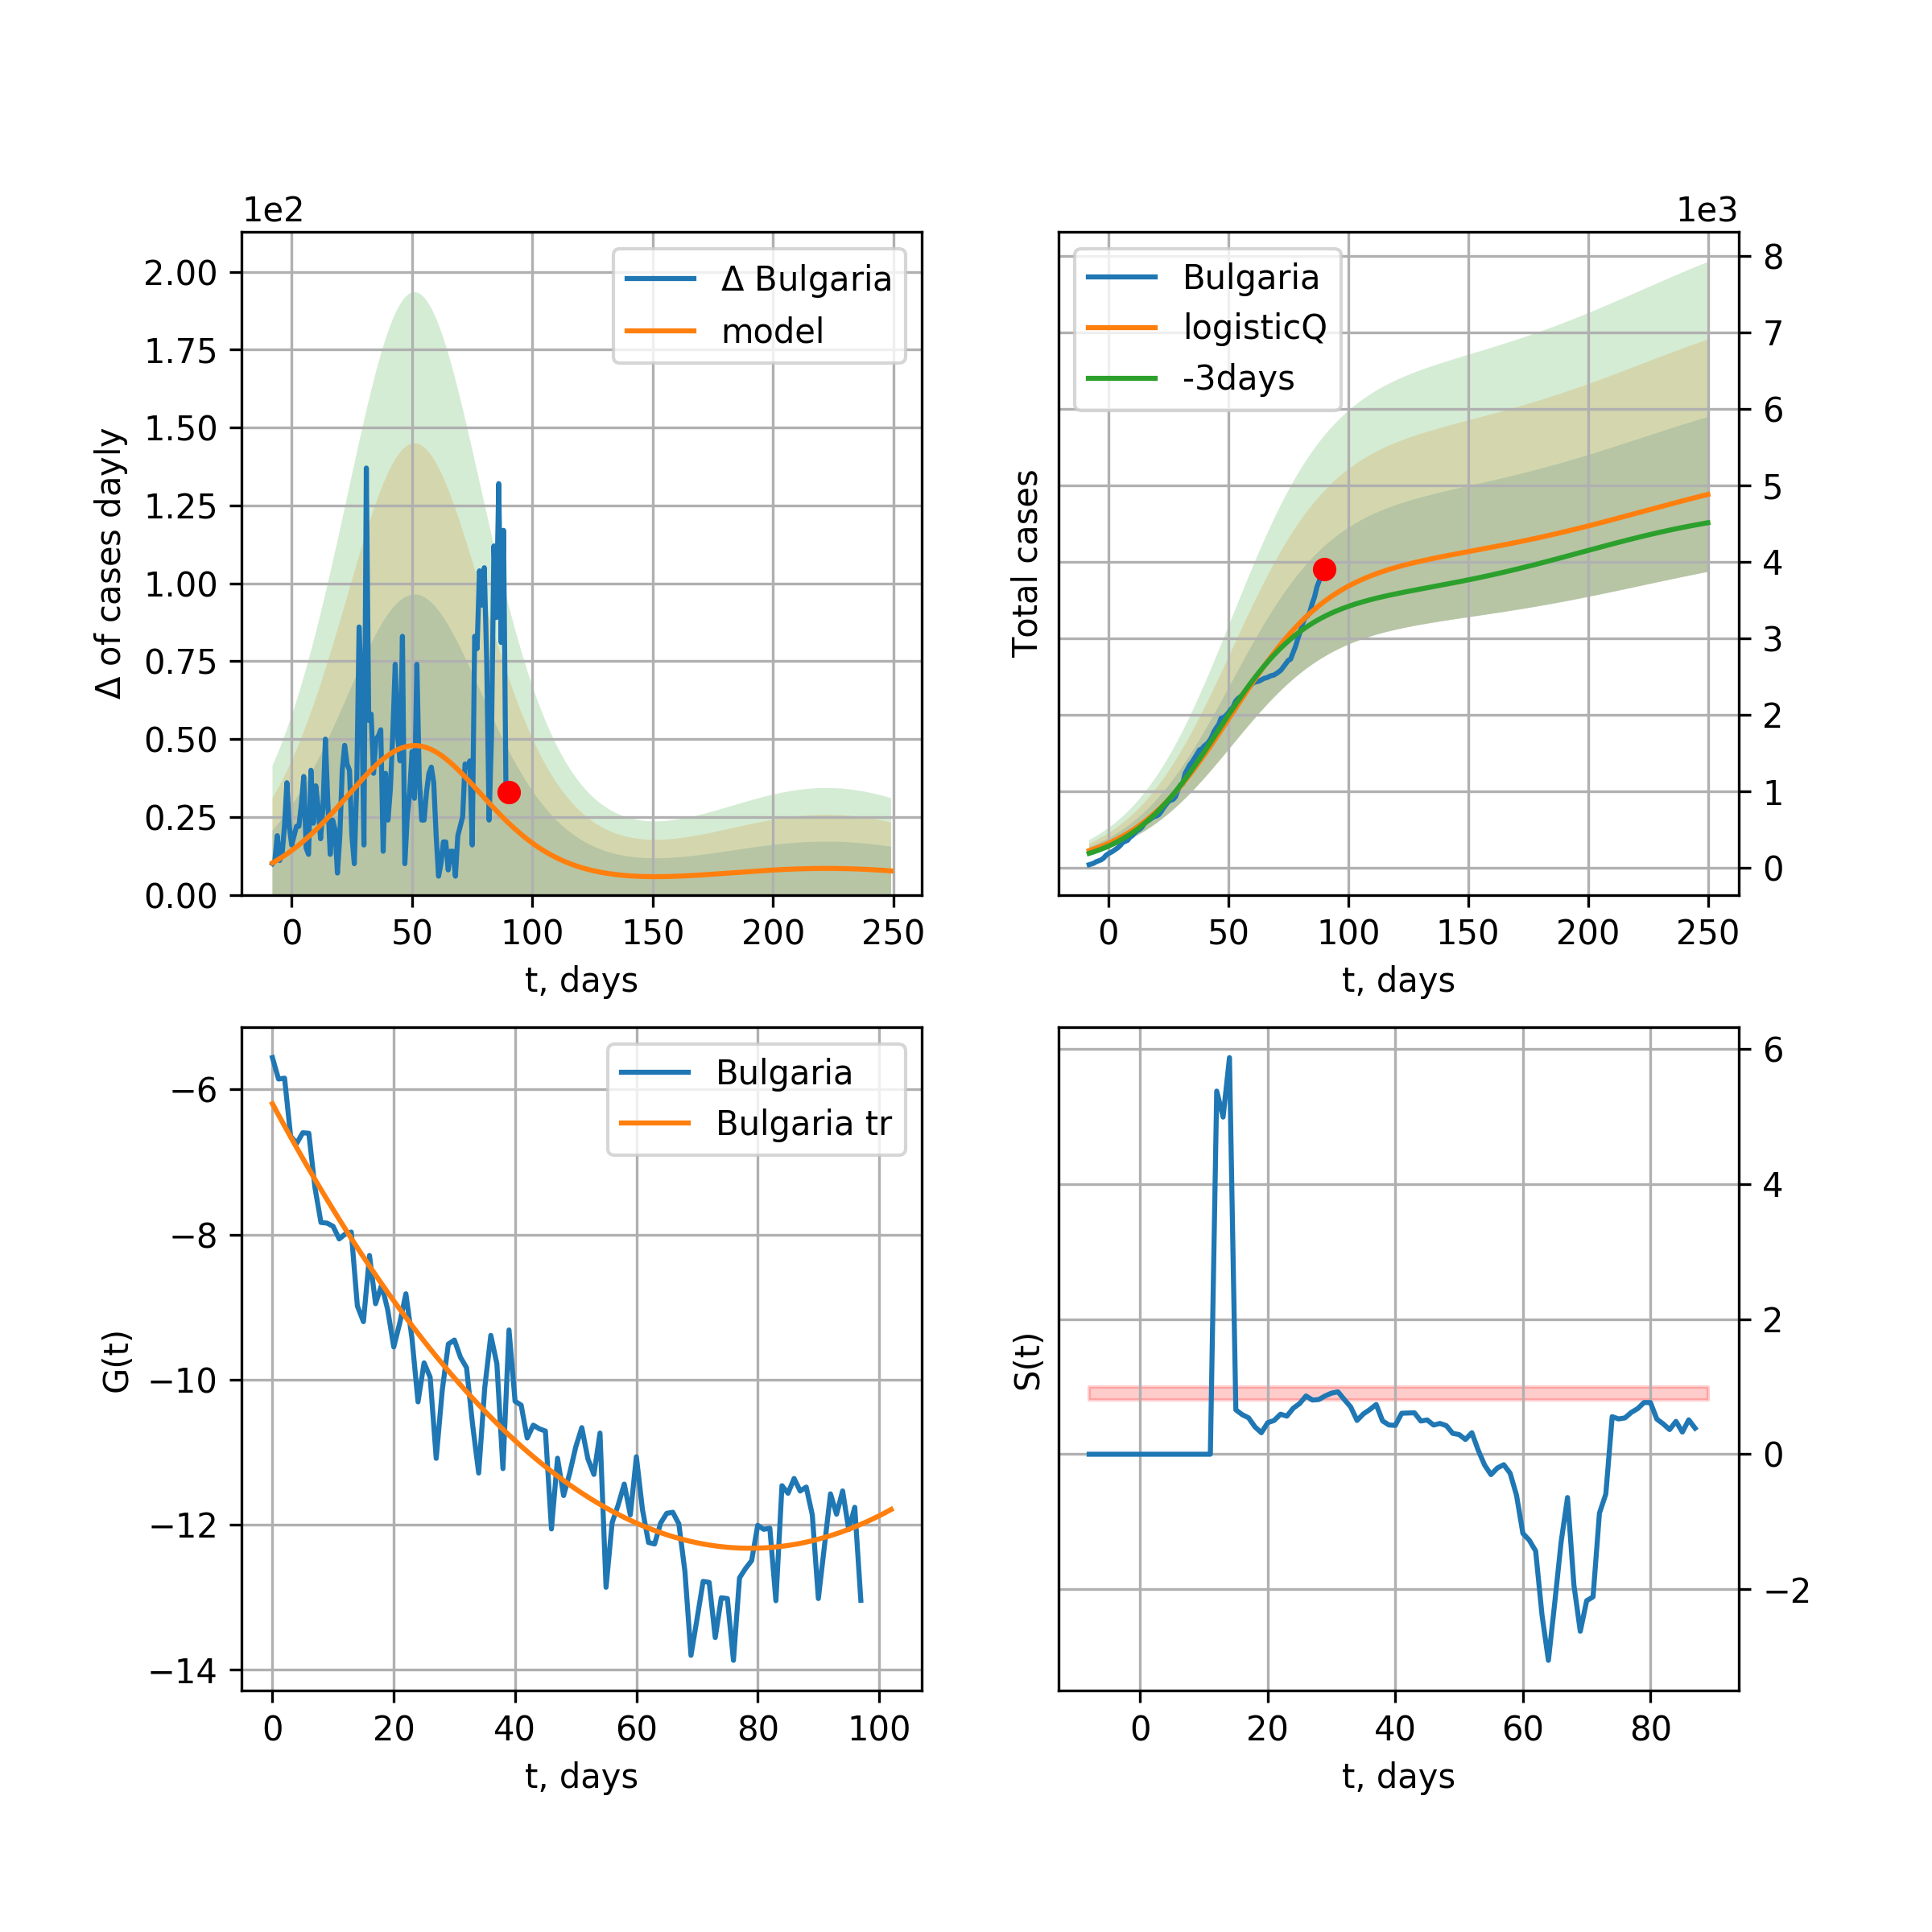 1e2
2.00
1.75
1.50
1.25
1.00
0.75
0.50
0.25
0.00
Δ of cases dayly
Δ Bulgaria
model
0 50 100 150 200 250
t, days
1e3
8
7
6
5
4
3
2
1
0
Total cases
Bulgaria
logisticQ
-3days
0 50 100 150 200 250
t, days
−6
−8
−10
−12
−14
G(t)
Bulgaria
Bulgaria tr
0 20 40 60 80 100
t, days
6
4
2
0
−2
S(t)
0 20 40 60 80
t, days